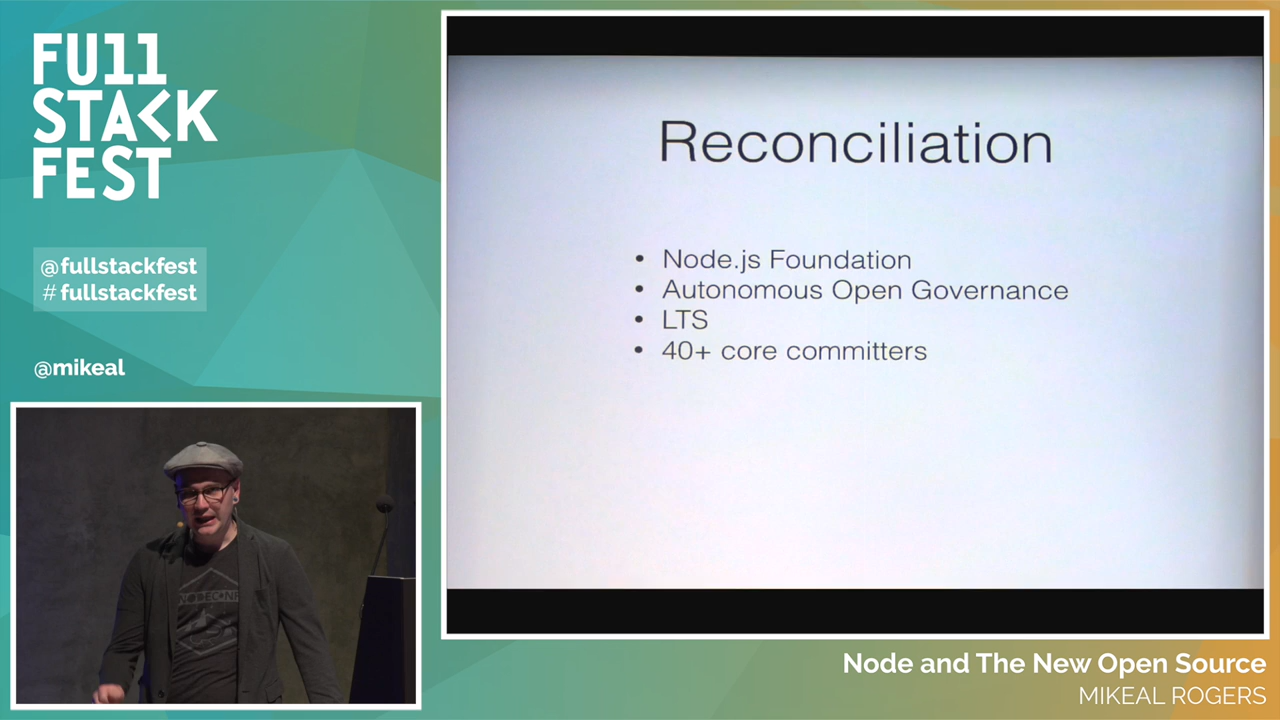 FU11
STACK
FEST
@fullstackfest
# fullstackfest
@mikeal
NODECONF
Reconciliation
• Node.js Foundation
• Autonomous Open Governance
• LTS
• 40+ core committers
Node and The New Open Source
MIKEAL ROGERS